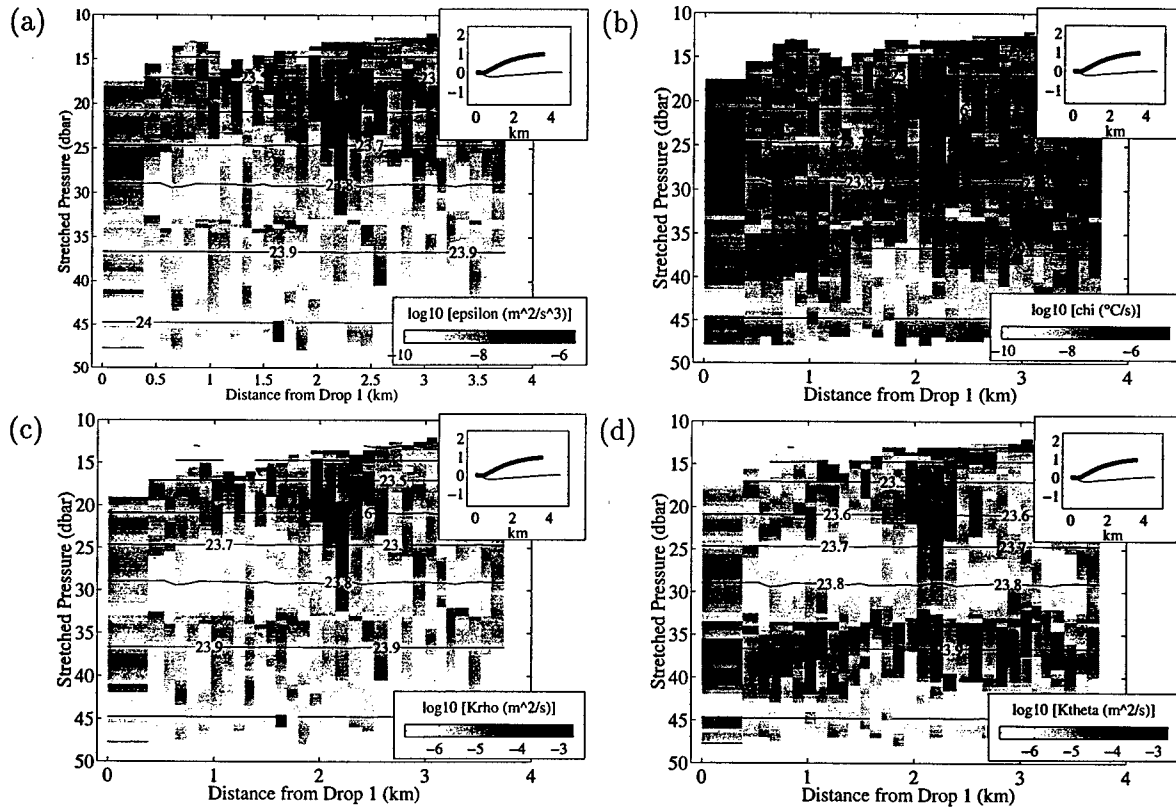 (a)
10
15
20
25
30
35
40
45
50
Stretched Pressure (dbar)
23.7
23.9
23.9
24
2
1
0
−1
0 2 4
km
log10 [epsilon (m^2/s^3)]
−10 −8 −6
0 0.5 1 1.5 2 2.5 3 3.5 4
Distance from Drop 1 (km)
(b)
10
15
20
25
30
35
40
45
50
Stretched Pressure (dbar)
23.8
2
1
0
−1
0 2 4
km
log10 [chi (°C/s)]
−10 −8 −6
0 1 2 3 4
Distance from Drop 1 (km)
(c)
10
15
20
25
30
35
40
45
50
Stretched Pressure (dbar)
23.5
23.7
23.8
23.9
23.9
2
1
0
−1
0 2 4
km
log10 [Krho (m^2/s)]
−6 −5 −4 −3
0 1 2 3 4
Distance from Drop 1 (km)
(d)
10
15
20
25
30
35
40
45
50
Stretched Pressure (dbar)
23.6
23.6
23.7
23.8
23.8
2
1
0
−1
0 2 4
km
log10 [Ktheta (m^2/s)]
−6 −5 −4 −3
0 1 2 3 4
Distance from Drop 1 (km)